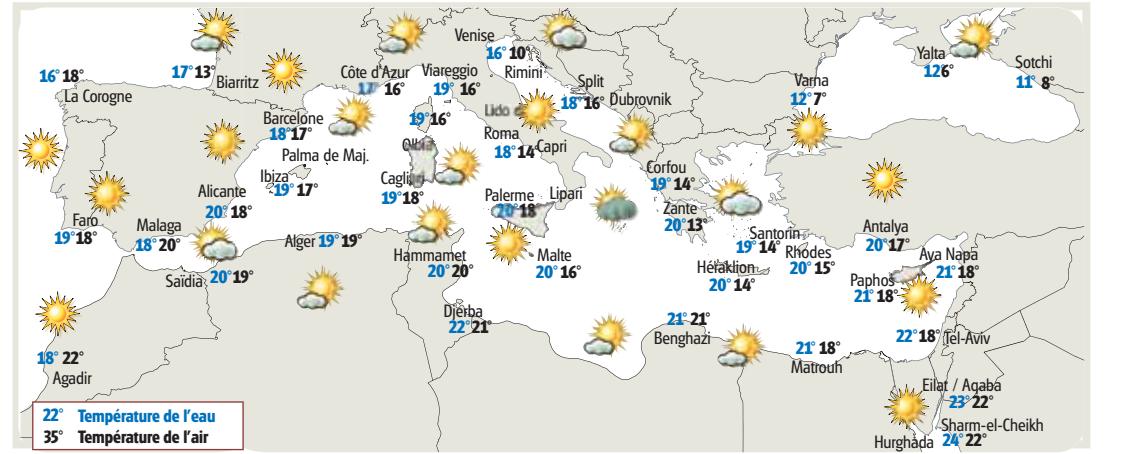 Venise
16° 10°
Rimini
Yalta
12° 6°
Sotchi
11° 8°
16° 18°
La Corogne
17° 13°
Biarritz
Côte d'Azur
17° 16°
Viareggio
19° 16°
Split
18° 16°
Dubrovnik
Varna
12° 7°
Barcelone
18° 17°
19° 16°
Lido
Roma
18° 14°
Capri
Olbia
Palma de Maj.
Ibiza
19° 17°
Cagliari
19° 18°
Corfou
19° 14°
Alicante
20° 18°
Palerme
20° 18°
Lipari
Zante
20° 13°
Faro
19° 18°
Malaga
18° 20°
Alger 19° 19°
Santorin
19° 14°
Antalya
20° 17°
Hammamet
20° 20°
Malte
20° 16°
Héraklion
20° 14°
Rhodes
20° 15°
Aya Napa
21° 18°
Saïdia 20° 19°
Paphos
21° 18°
Djerba
22° 21°
21° 21°
Benghazi
22° 18° Tel-Aviv
18° 22°
Agadir
21° 18°
Matrouh
Eilat / Aqaba
23° 22°
Sharm-el-Cheikh
24° 22°
Hurghada
22° Température de l'eau
35° Température de l'air